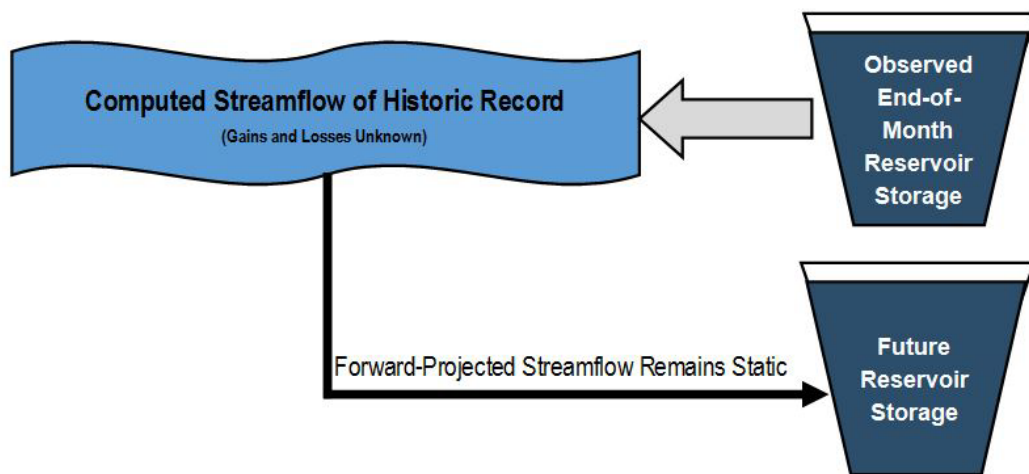 Computed Streamflow of Historic Record
(Gains and Losses Unknown)
Observed
End-of-
Month
Reservoir
Storage
Forward-Projected Streamflow Remains Static
Future
Reservoir
Storage